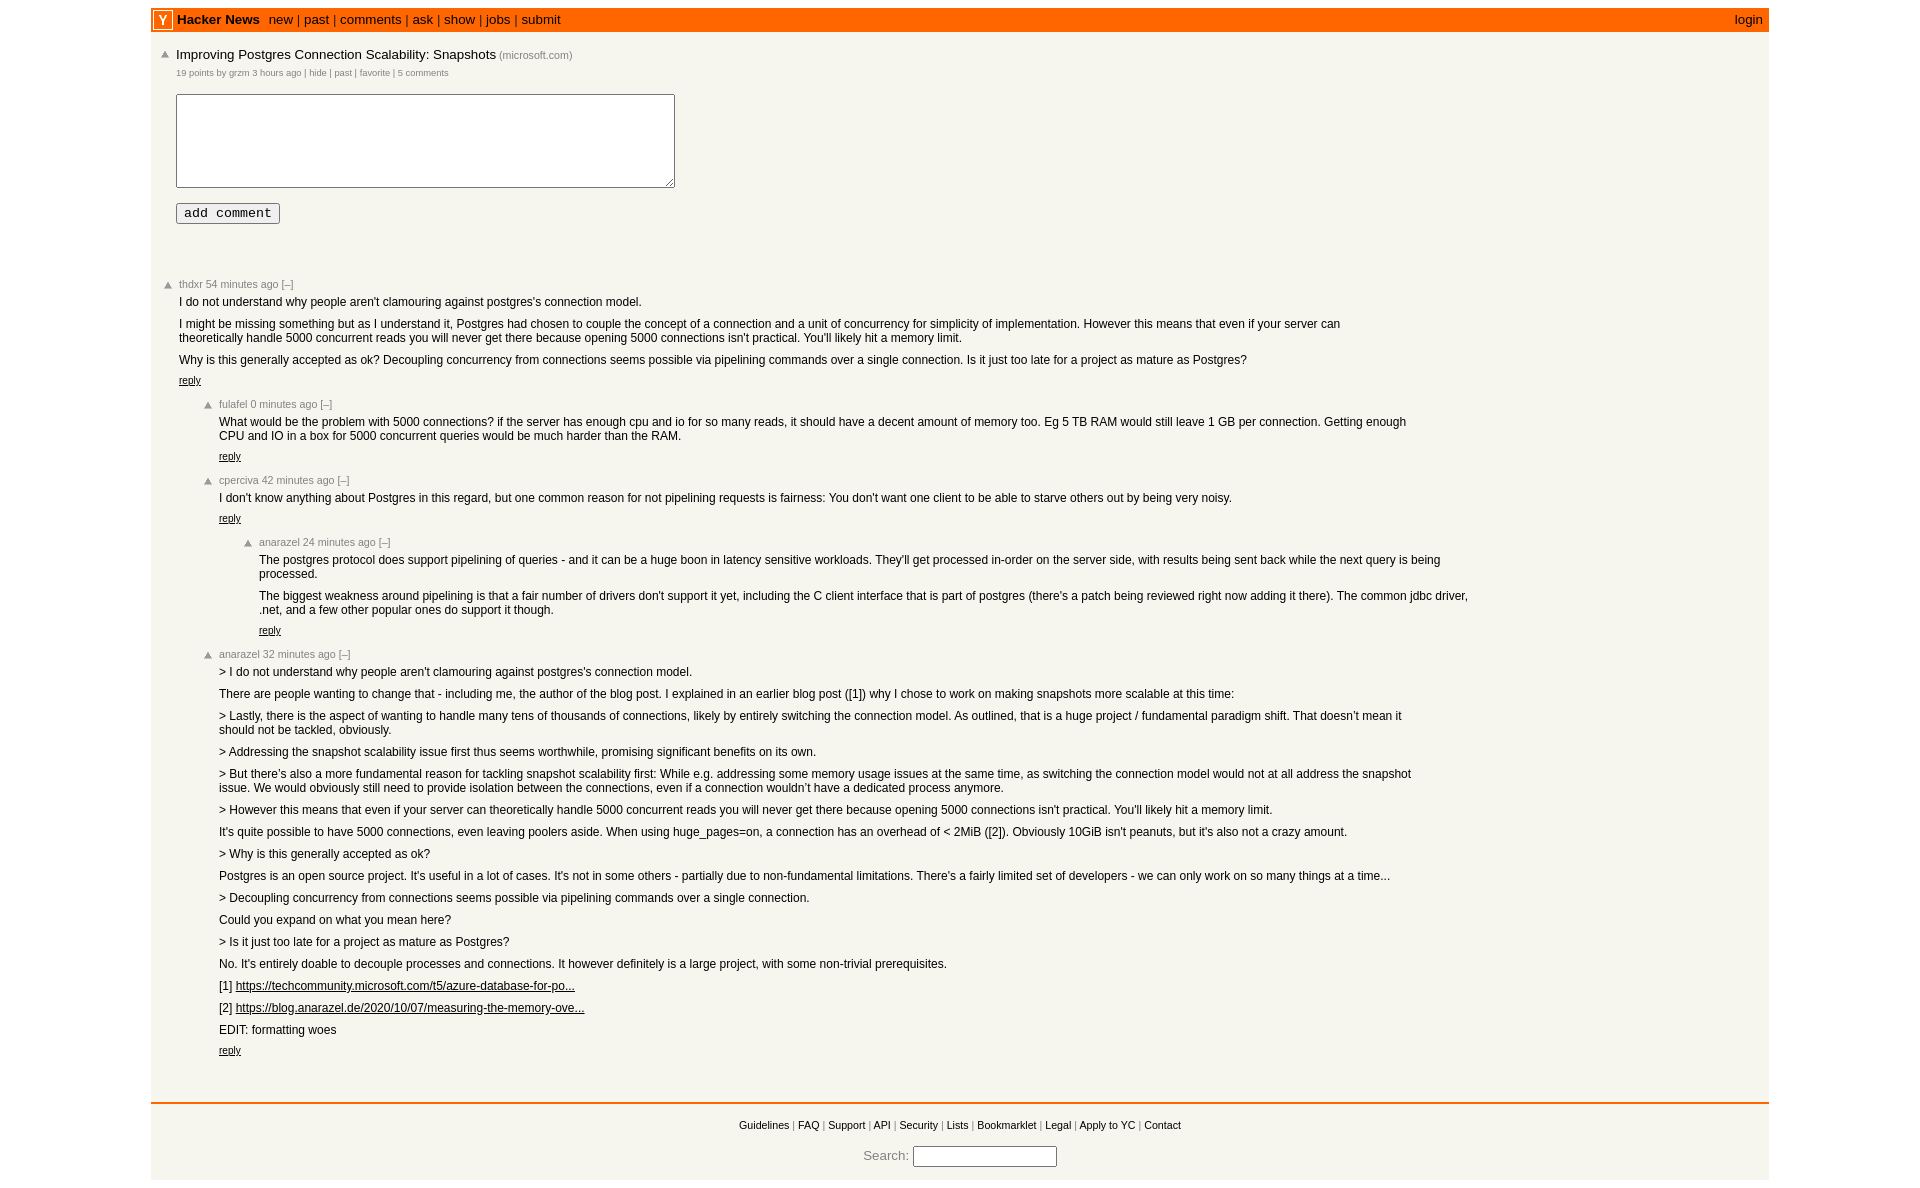 Y Hacker News new | past | comments | ask | show | jobs | submit login
Improving Postgres Connection Scalability: Snapshots (microsoft.com)
19 points by grzm 3 hours ago | hide | past | favorite | 5 comments
add comment
thdxr 54 minutes ago [–]
I do not understand why people aren't clamouring against postgres's connection model.
I might be missing something but as I understand it, Postgres had chosen to couple the concept of a connection and a unit of concurrency for simplicity of implementation. However this means that even if your server can
theoretically handle 5000 concurrent reads you will never get there because opening 5000 connections isn't practical. You'll likely hit a memory limit.
Why is this generally accepted as ok? Decoupling concurrency from connections seems possible via pipelining commands over a single connection. Is it just too late for a project as mature as Postgres?
reply
fulafel 0 minutes ago [–]
What would be the problem with 5000 connections? if the server has enough cpu and io for so many reads, it should have a decent amount of memory too. Eg 5 TB RAM would still leave 1 GB per connection. Getting enough
CPU and IO in a box for 5000 concurrent queries would be much harder than the RAM.
reply
cperciva 42 minutes ago [–]
I don't know anything about Postgres in this regard, but one common reason for not pipelining requests is fairness: You don't want one client to be able to starve others out by being very noisy.
reply
anarazel 24 minutes ago [–]
The postgres protocol does support pipelining of queries - and it can be a huge boon in latency sensitive workloads. They'll get processed in-order on the server side, with results being sent back while the next query is being
processed.
The biggest weakness around pipelining is that a fair number of drivers don't support it yet, including the C client interface that is part of postgres (there's a patch being reviewed right now adding it there). The common jdbc driver,
.net, and a few other popular ones do support it though.
reply
anarazel 32 minutes ago [–]
> I do not understand why people aren't clamouring against postgres's connection model.
There are people wanting to change that - including me, the author of the blog post. I explained in an earlier blog post ([1]) why I chose to work on making snapshots more scalable at this time:
> Lastly, there is the aspect of wanting to handle many tens of thousands of connections, likely by entirely switching the connection model. As outlined, that is a huge project / fundamental paradigm shift. That doesn’t mean it
should not be tackled, obviously.
> Addressing the snapshot scalability issue first thus seems worthwhile, promising significant benefits on its own.
> But there’s also a more fundamental reason for tackling snapshot scalability first: While e.g. addressing some memory usage issues at the same time, as switching the connection model would not at all address the snapshot
issue. We would obviously still need to provide isolation between the connections, even if a connection wouldn’t have a dedicated process anymore.
> However this means that even if your server can theoretically handle 5000 concurrent reads you will never get there because opening 5000 connections isn't practical. You'll likely hit a memory limit.
It's quite possible to have 5000 connections, even leaving poolers aside. When using huge_pages=on, a connection has an overhead of < 2MiB ([2]). Obviously 10GiB isn't peanuts, but it's also not a crazy amount.
> Why is this generally accepted as ok?
Postgres is an open source project. It's useful in a lot of cases. It's not in some others - partially due to non-fundamental limitations. There's a fairly limited set of developers - we can only work on so many things at a time...
> Decoupling concurrency from connections seems possible via pipelining commands over a single connection.
Could you expand on what you mean here?
> Is it just too late for a project as mature as Postgres?
No. It's entirely doable to decouple processes and connections. It however definitely is a large project, with some non-trivial prerequisites.
[1] https://techcommunity.microsoft.com/t5/azure-database-for-po...
[2] https://blog.anarazel.de/2020/10/07/measuring-the-memory-ove...
EDIT: formatting woes
reply
Guidelines | FAQ | Support | API | Security | Lists | Bookmarklet | Legal | Apply to YC | Contact
Search: